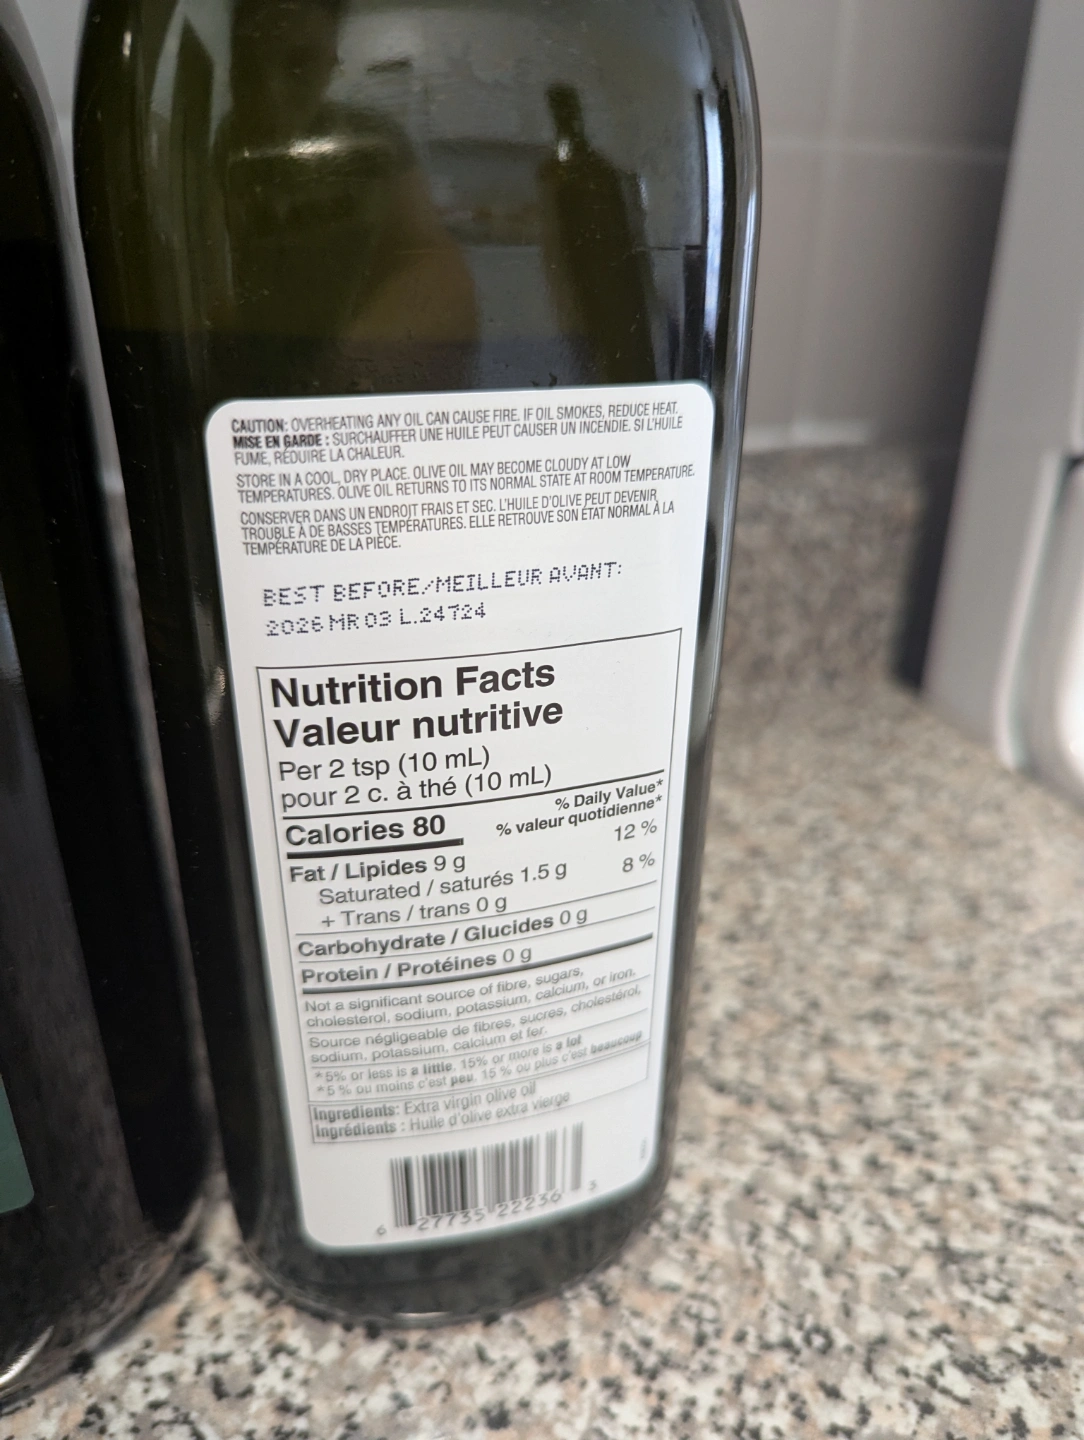 CAUTION: OVERHEATING ANY OIL CAN CAUSE FIRE. IF OIL SMOKES, REDUCE HEAT.
MISE EN GARDE : SURCHAUFFER UNE HUILE PEUT CAUSER UN INCENDIE. SI L'HUILE
FUME, RÉDUIRE LA CHALEUR.
STORE IN A COOL, DRY PLACE. OLIVE OIL MAY BECOME CLOUDY AT LOW
TEMPERATURES. OLIVE OIL RETURNS TO ITS NORMAL STATE AT ROOM TEMPERATURE.
CONSERVER DANS UN ENDROIT FRAIS ET SEC. L'HUILE D'OLIVE PEUT DEVENIR
TROUBLE À DE BASSES TEMPÉRATURES. ELLE RETROUVE SON ÉTAT NORMAL À LA
TEMPÉRATURE DE LA PIÈCE.
BEST BEFORE/MEILLEUR AVANT:
2026 MR 03 L.24724
Nutrition Facts
Valeur nutritive
Per 2 tsp (10 mL)
pour 2 c. à thé (10 mL)
Calories 80
% Daily Value*
% valeur quotidienne*
Fat / Lipides 9 g 12 %
Saturated / saturés 1.5 g 8 %
+ Trans / trans 0 g
Carbohydrate / Glucides 0 g
Protein / Protéines 0 g
Not a significant source of fibre, sugars,
cholesterol, sodium, potassium, calcium, or iron.
Source négligeable de fibres, sucres, cholestérol,
sodium, potassium, calcium et fer.
*5% or less is a little, 15% or more is a lot
*5 % ou moins c'est peu, 15 % ou plus c'est beaucoup
Ingredients: Extra virgin olive oil
Ingrédients : Huile d'olive extra vierge
6 27735 22236 3